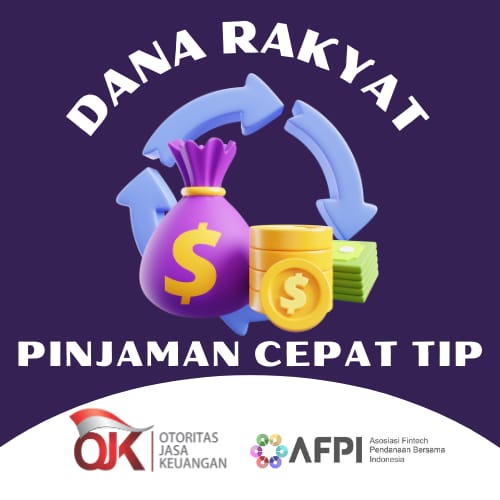 DANA RAKYAT
$
$
PINJAMAN CEPAT TIP
OJK
OTORITAS
JASA
KEUANGAN
AFPI
Asosiasi Fintech
Pendanaan Bersama
Indonesia